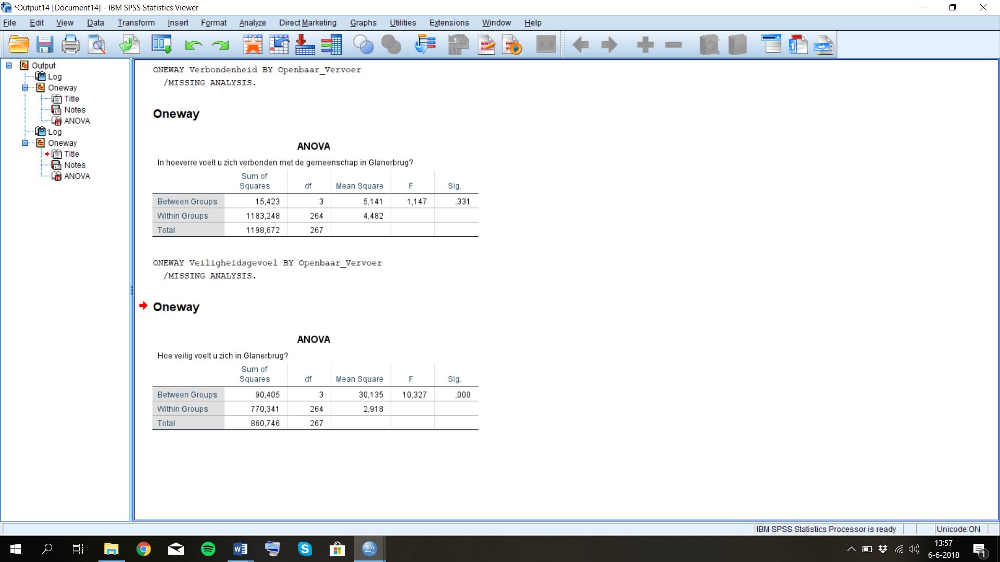 *Output14 [Document14] - IBM SPSS Statistics Viewer
File Edit View Data Transform Insert Format Analyze Direct Marketing Graphs Utilities Extensions Window Help
Output
Log
Oneway
Title
Notes
ANOVA
Log
Oneway
Title
Notes
ANOVA
ONEWAY Verbondenheid BY Openbaar_Vervoer
/MISSING ANALYSIS.
Oneway
ANOVA
In hoeverre voelt u zich verbonden met de gemeenschap in Glanerbrug?
Sum of
Squares df Mean Square F Sig.
Between Groups 15,423 3 5,141 1,147 ,331
Within Groups 1183,248 264 4,482
Total 1198,672 267
ONEWAY Veiligheidsgevoel BY Openbaar_Vervoer
/MISSING ANALYSIS.
Oneway
ANOVA
Hoe veilig voelt u zich in Glanerbrug?
Sum of
Squares df Mean Square F Sig.
Between Groups 90,405 3 30,135 10,327 ,000
Within Groups 770,341 264 2,918
Total 860,746 267
IBM SPSS Statistics Processor is ready Unicode:ON
13:57
6-6-2018
1